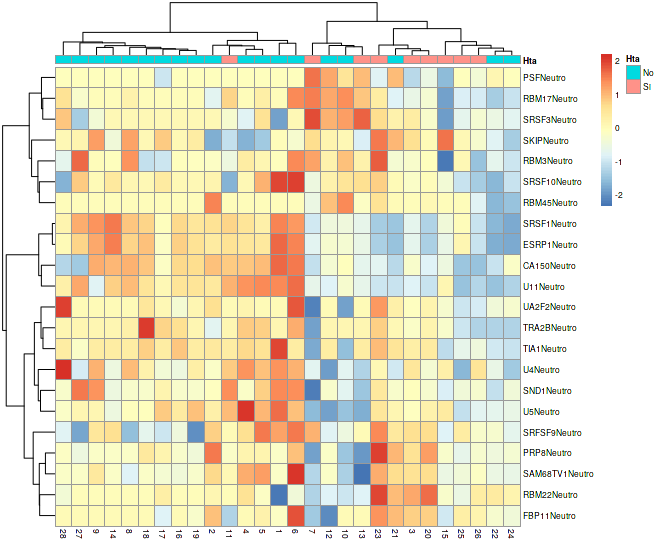 Hta
PSFNeutro
RBM17Neutro
SRSF3Neutro
SKIPNeutro
RBM3Neutro
SRSF10Neutro
RBM45Neutro
SRSF1Neutro
ESRP1Neutro
CA150Neutro
U11Neutro
UA2F2Neutro
TRA2BNeutro
TIA1Neutro
U4Neutro
SND1Neutro
U5Neutro
SRFSF9Neutro
PRP8Neutro
SAM68TV1Neutro
RBM22Neutro
FBP11Neutro
28 27 9 14 8 18 17 16 19 2 11 4 5 1 6 7 12 10 13 23 21 3 20 15 25 26 22 24
2
1
0
-1
-2
Hta
No
SI